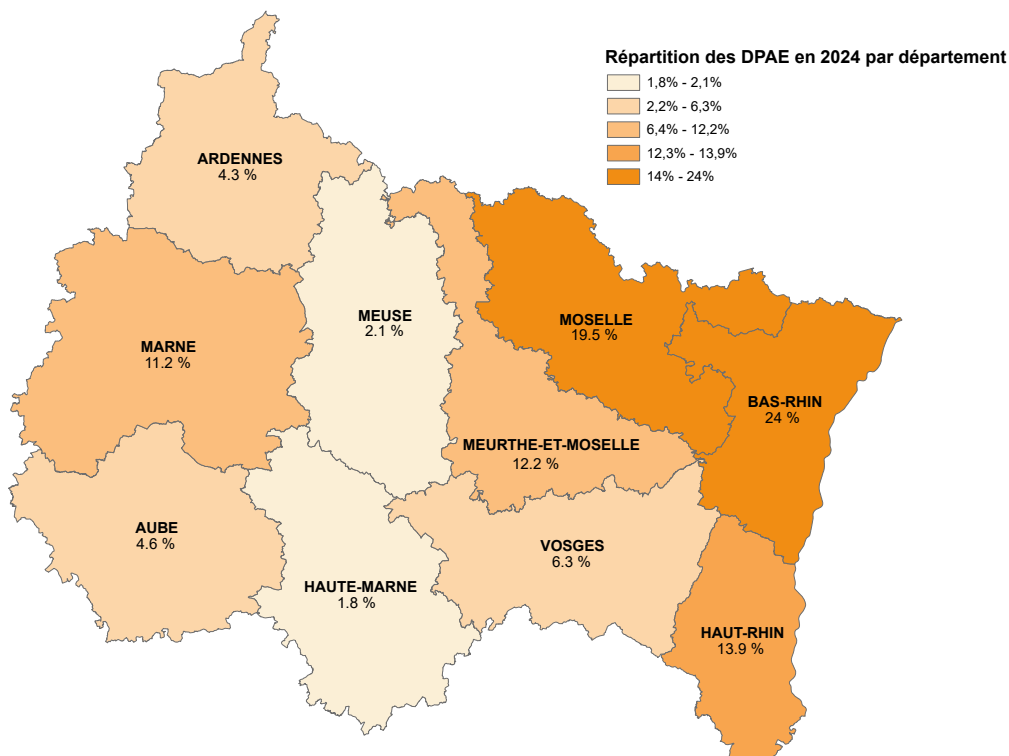 Répartition des DPAE en 2024 par département
1,8% - 2,1%
2,2% - 6,3%
6,4% - 12,2%
12,3% - 13,9%
14% - 24%
ARDENNES
4.3 %
MEUSE
2.1 %
MOSELLE
19.5 %
MARNE
11.2 %
BAS-RHIN
24 %
MEURTHE-ET-MOSELLE
12.2 %
AUBE
4.6 %
VOSGES
6.3 %
HAUTE-MARNE
1.8 %
HAUT-RHIN
13.9 %